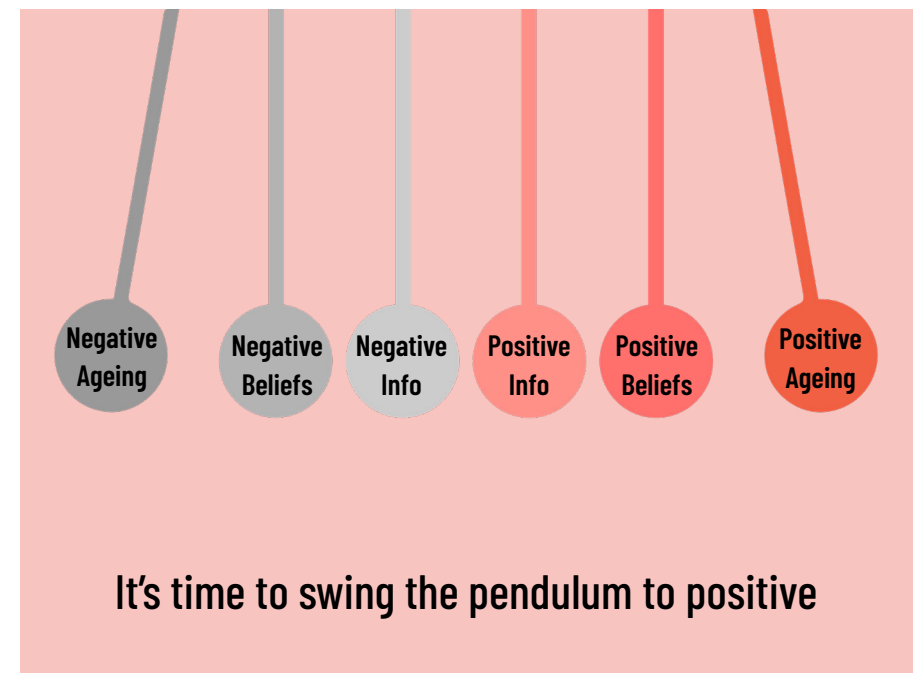 Negative
Ageing
Negative
Beliefs
Negative
Info
Positive
Info
Positive
Beliefs
Positive
Ageing
It's time to swing the pendulum to positive